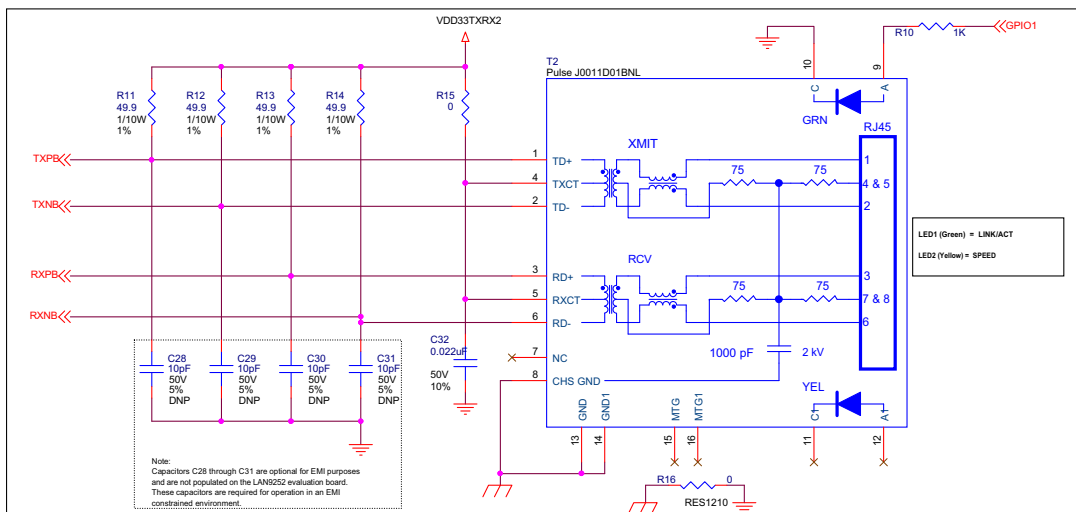 VDD33TXRX2
R10
1K
GPIO1
T2
Pulse J0011D01BNL
10
9
C
A
GRN
RJ45
R11
49.9
1/10W
1%
R12
49.9
1/10W
1%
R13
49.9
1/10W
1%
R14
49.9
1/10W
1%
R15
0
XMIT
TXPB
1
TD+
1
75
75
4
TXCT
4 & 5
TXNB
2
TD-
2
LED1 (Green) = LINK/ACT
LED2 (Yellow) = SPEED
RCV
RXPB
3
RD+
3
75
75
5
RXCT
7 & 8
RXNB
6
RD-
6
C32
0.022uF
50V
10%
7
NC
1000 pF
2 kV
8
CHS GND
C28
10pF
50V
5%
DNP
C29
10pF
50V
5%
DNP
C30
10pF
50V
5%
DNP
C31
10pF
50V
5%
DNP
YEL
GND
GND1
MTG
MTG1
C1
A1
13
14
15
16
11
12
Note:
Capacitors C28 through C31 are optional for EMI purposes
and are not populated on the LAN9252 evaluation board.
These capacitors are required for operation in an EMI
constrained environment.
R16
0
RES1210